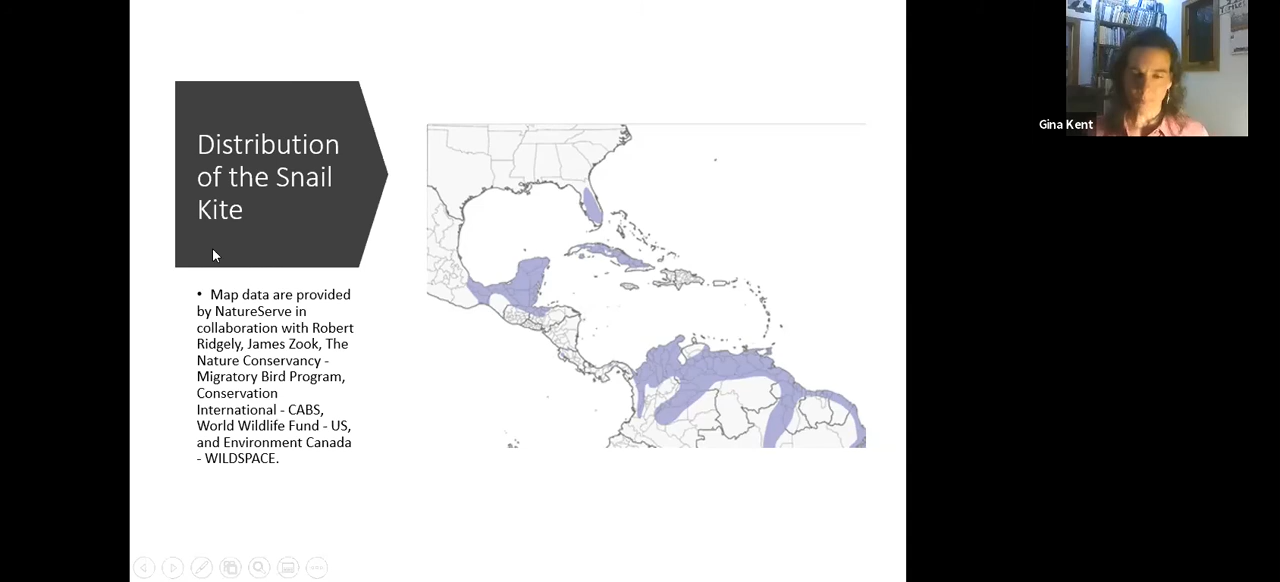 Distribution
of the Snail
Kite
• Map data are provided
by NatureServe in
collaboration with Robert
Ridgely, James Zook, The
Nature Conservancy -
Migratory Bird Program,
Conservation
International - CABS,
World Wildlife Fund - US,
and Environment Canada
- WILDSPACE.
Gina Kent